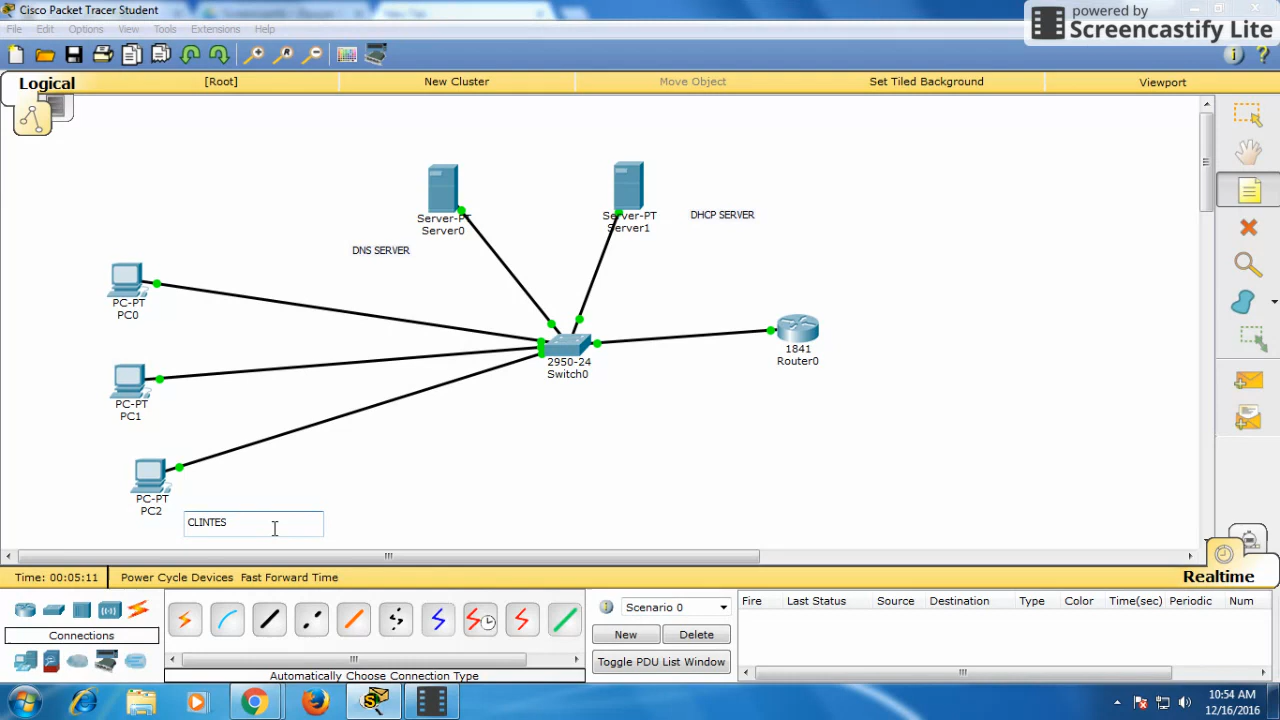 Cisco Packet Tracer Student
powered by
Screencastify Lite
File Edit Options View Tools Extensions Help
Logical
[Root]
New Cluster
Move Object
Set Tiled Background
Viewport
Server-PT
Server0
Server-PT
Server1
DHCP SERVER
DNS SERVER
PC-PT
PC0
2950-24
Switch0
1841
Router0
PC-PT
PC1
PC-PT
PC2
CLINTES
Time: 00:05:11 Power Cycle Devices Fast Forward Time
Realtime
Connections
Automatically Choose Connection Type
Scenario 0
New Delete
Toggle PDU List Window
Fire Last Status Source Destination Type Color Time(sec) Periodic Num
10:54 AM
12/16/2016